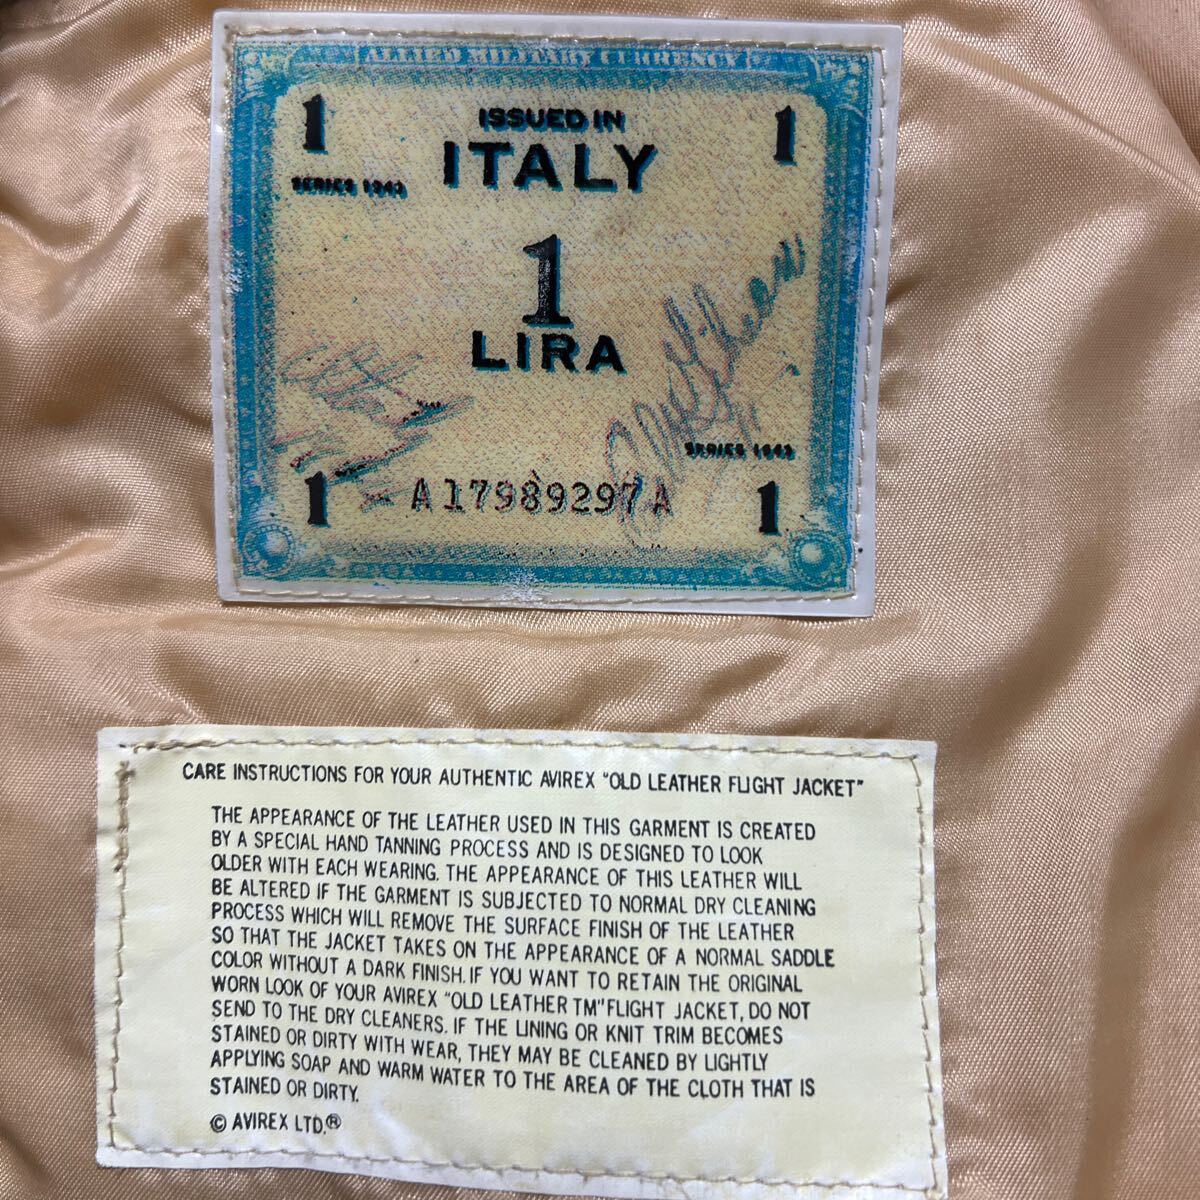 ALLIED MILITARY CURRENCY
1 ISSUED IN 1
ITALY
SERIES 1943
1
LIRA
SERIES 1943
1 A17989297A 1
CARE INSTRUCTIONS FOR YOUR AUTHENTIC AVIREX "OLD LEATHER FLIGHT JACKET"
THE APPEARANCE OF THE LEATHER USED IN THIS GARMENT IS CREATED
BY A SPECIAL HAND TANNING PROCESS AND IS DESIGNED TO LOOK
OLDER WITH EACH WEARING. THE APPEARANCE OF THIS LEATHER WILL
BE ALTERED IF THE GARMENT IS SUBJECTED TO NORMAL DRY CLEANING
PROCESS WHICH WILL REMOVE THE SURFACE FINISH OF THE LEATHER
SO THAT THE JACKET TAKES ON THE APPEARANCE OF A NORMAL SADDLE
COLOR WITHOUT A DARK FINISH. IF YOU WANT TO RETAIN THE ORIGINAL
WORN LOOK OF YOUR AVIREX "OLD LEATHER TM" FLIGHT JACKET, DO NOT
SEND TO THE DRY CLEANERS. IF THE LINING OR KNIT TRIM BECOMES
STAINED OR DIRTY WITH WEAR, THEY MAY BE CLEANED BY LIGHTLY
APPLYING SOAP AND WARM WATER TO THE AREA OF THE CLOTH THAT IS
STAINED OR DIRTY.
© AVIREX LTD.®